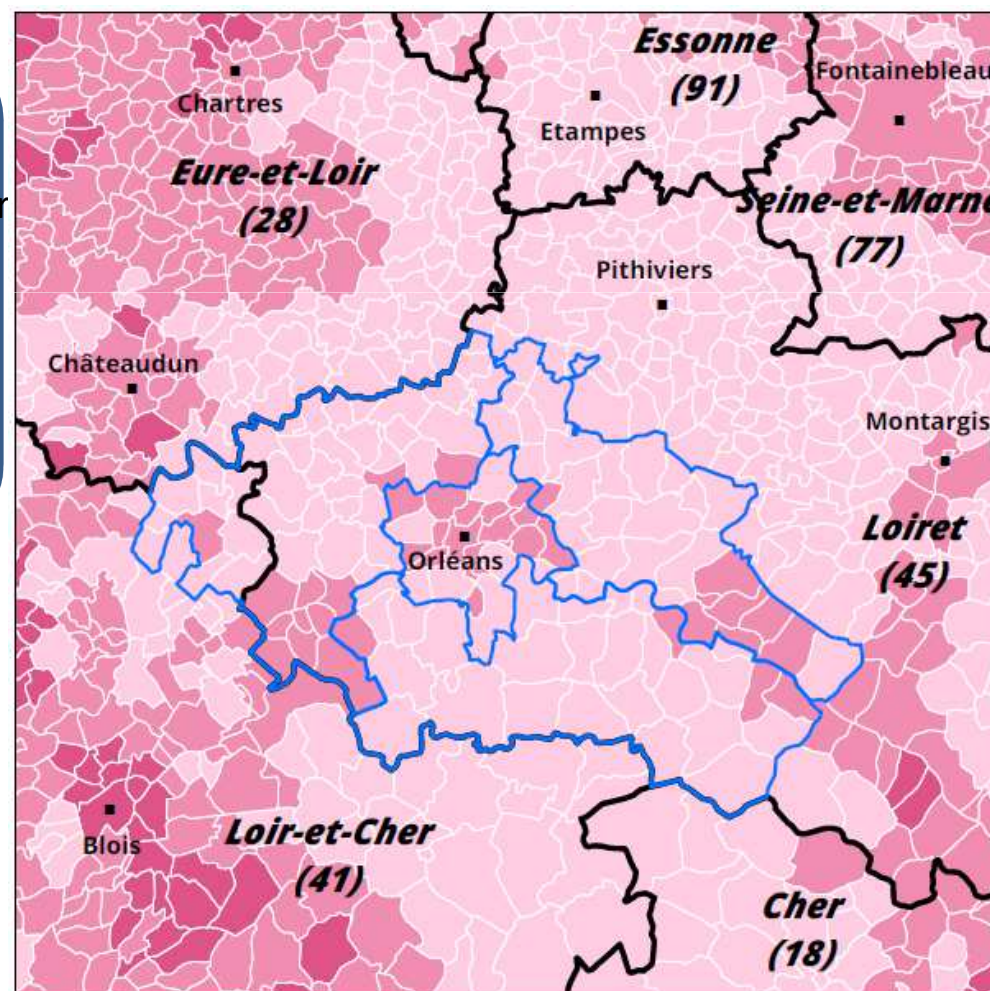 Essonne
(91)
Fontainebleau
Chartres
Etampes
Eure-et-Loir
(28)
Seine-et-Marne
(77)
Pithiviers
Châteaudun
Montargis
Loiret
(45)
Orléans
Blois
Loir-et-Cher
(41)
Cher
(18)